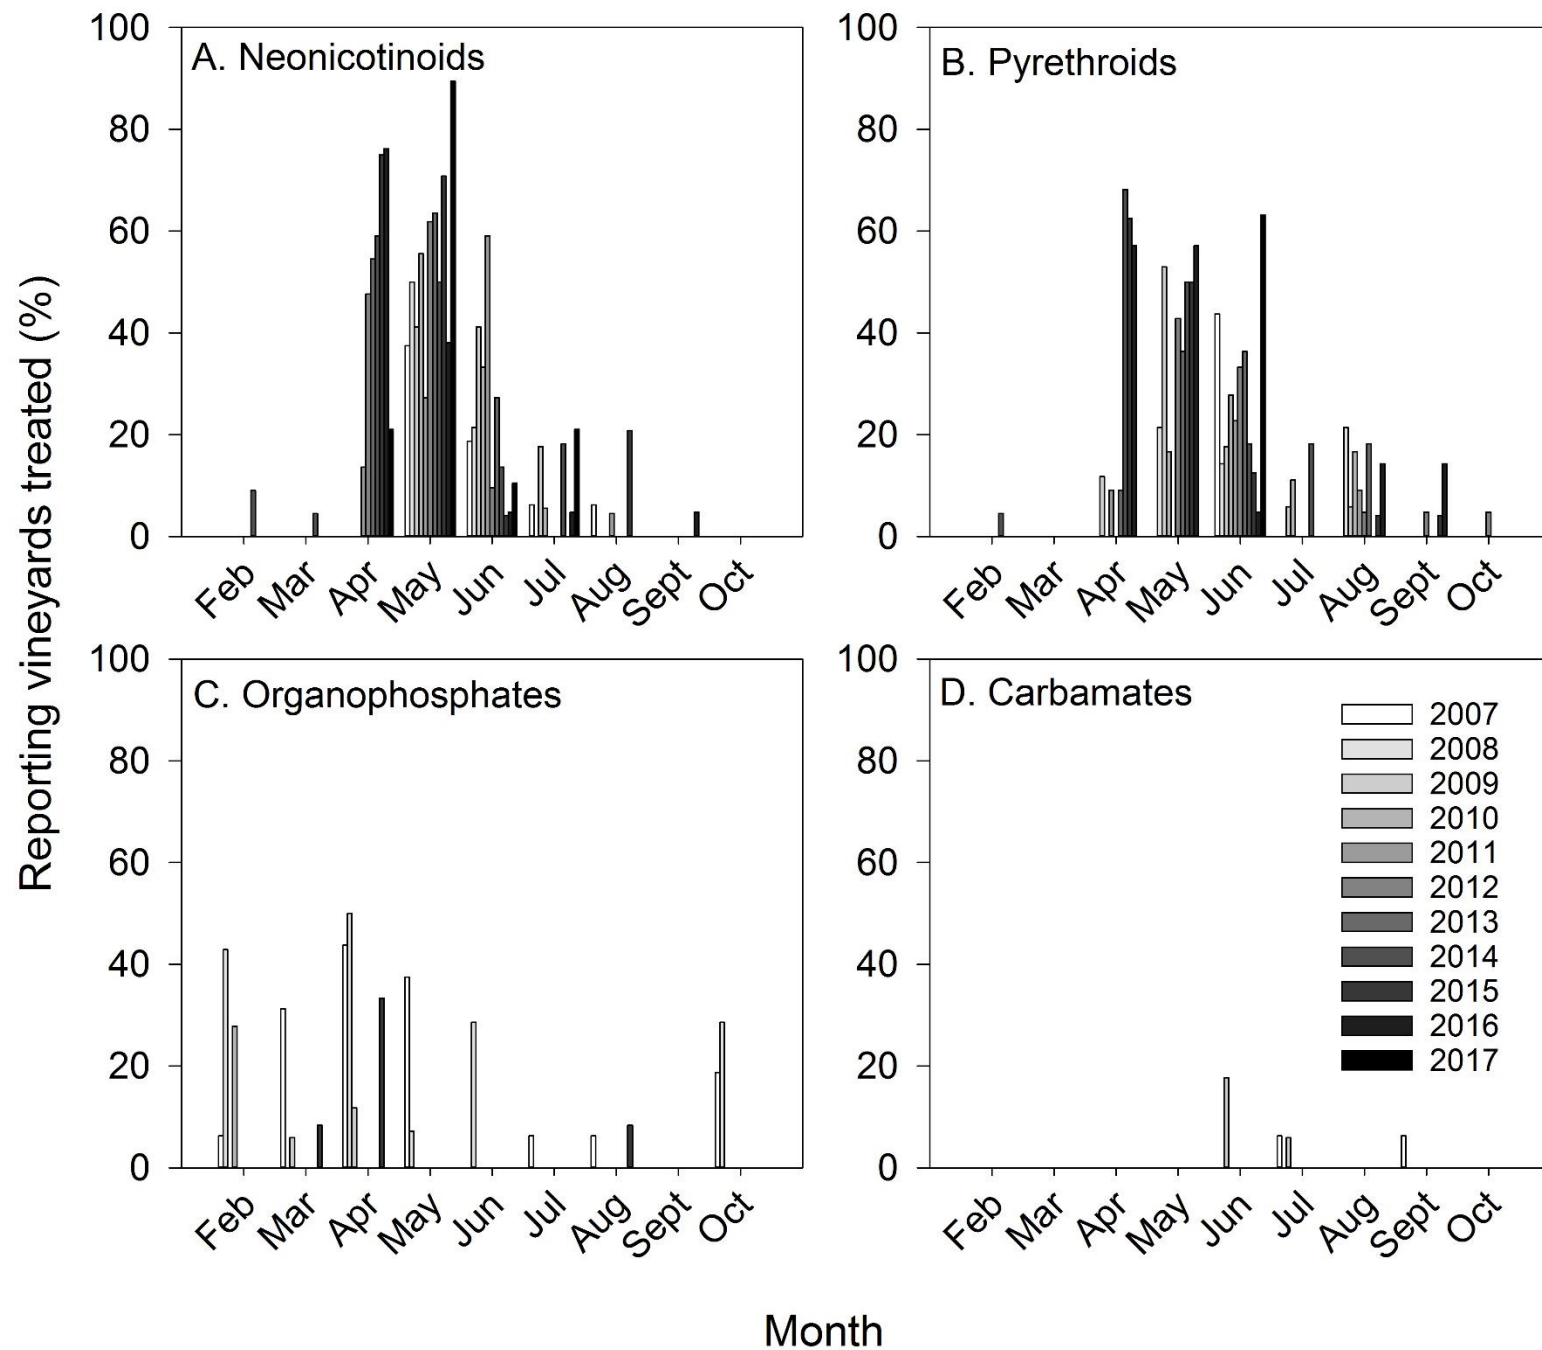 Reporting vineyards treated (%)
A. Neonicotinoids
100
80
60
40
20
0
Feb
Mar
Apr
May
Jun
Jul
Aug
Sept
Oct
B. Pyrethroids
100
80
60
40
20
0
Feb
Mar
Apr
May
Jun
Jul
Aug
Sept
Oct
C. Organophosphates
100
80
60
40
20
0
Feb
Mar
Apr
May
Jun
Jul
Aug
Sept
Oct
D. Carbamates
100
80
60
40
20
0
2007
2008
2009
2010
2011
2012
2013
2014
2015
2016
2017
Feb
Mar
Apr
May
Jun
Jul
Aug
Sept
Oct
Month